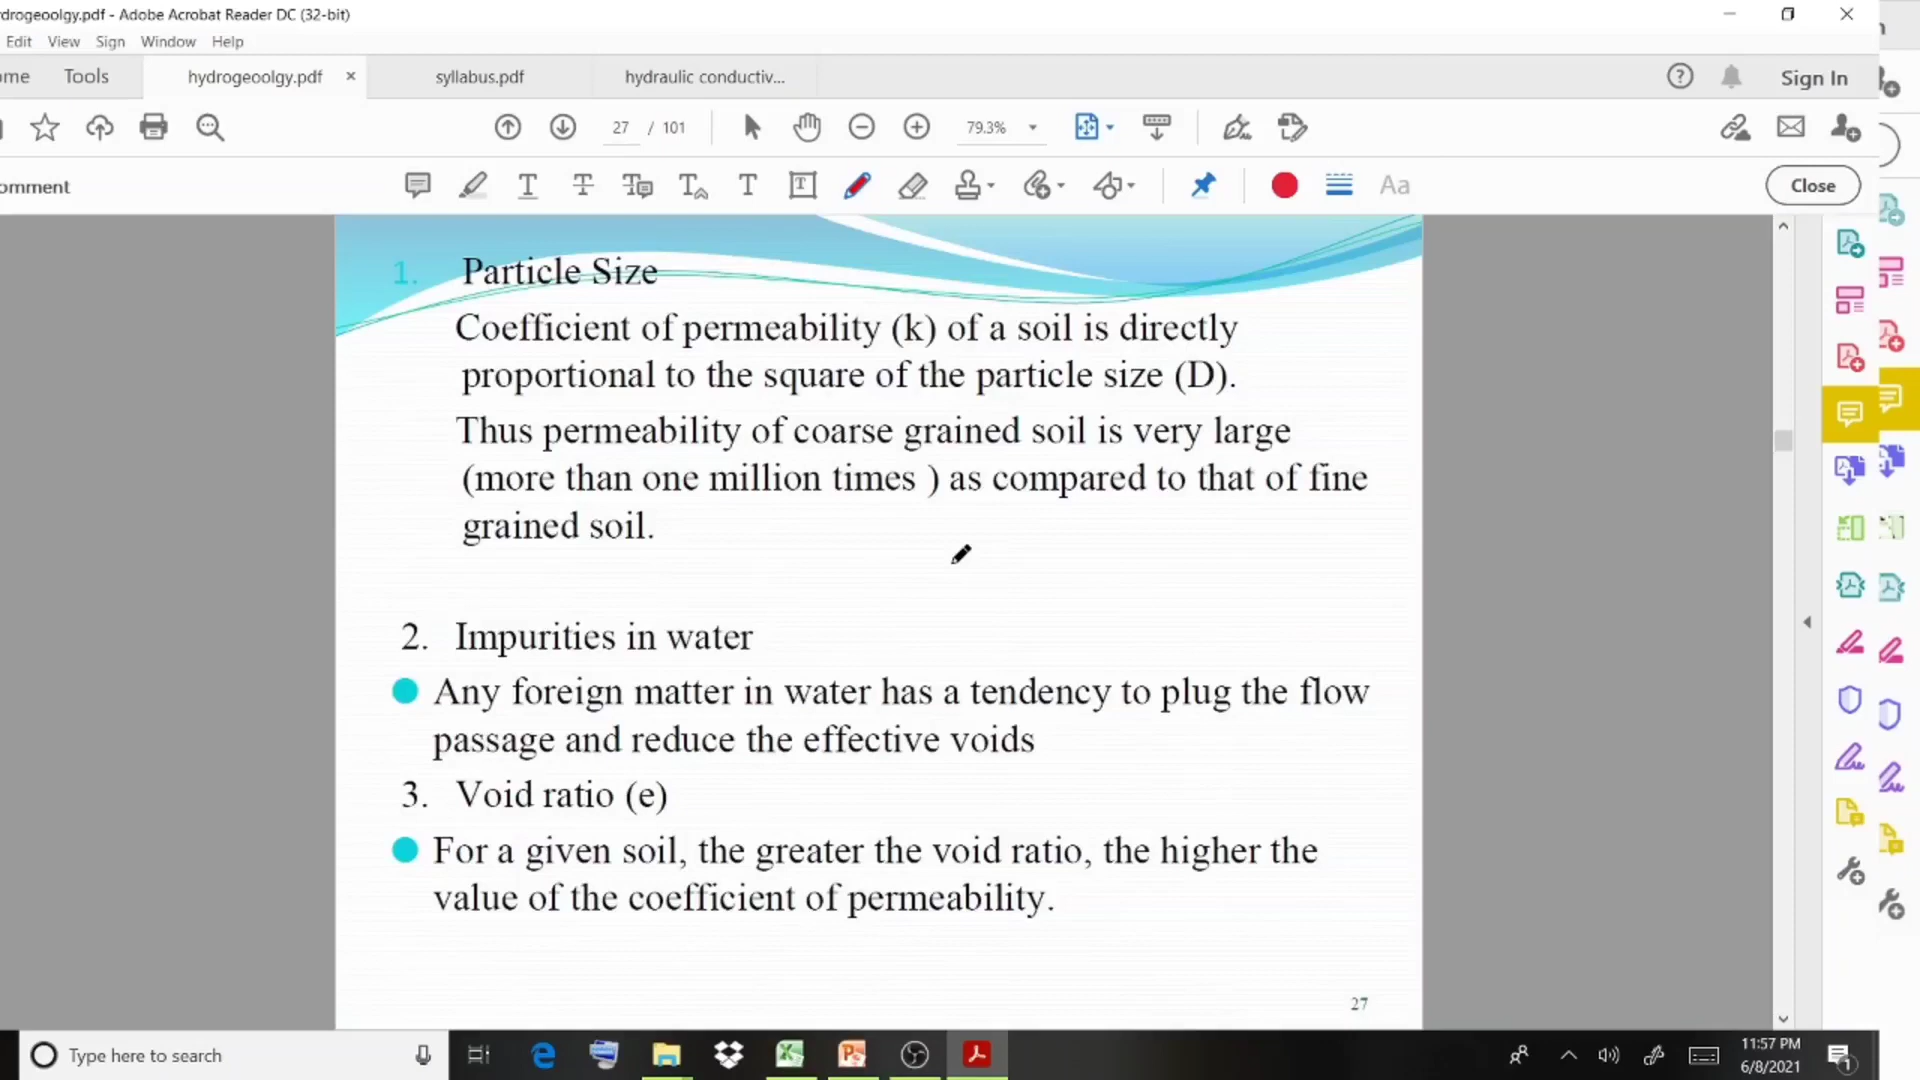 drogeoolgy.pdf - Adobe Acrobat Reader DC (32-bit)
Edit View Sign Window Help
ome Tools hydrogeoolgy.pdf × syllabus.pdf hydraulic conductiv... Sign In
27 / 101 79.3%
omment Aa Close
1. Particle Size
Coefficient of permeability (k) of a soil is directly
proportional to the square of the particle size (D).
Thus permeability of coarse grained soil is very large
(more than one million times ) as compared to that of fine
grained soil.
2. Impurities in water
Any foreign matter in water has a tendency to plug the flow
passage and reduce the effective voids
3. Void ratio (e)
For a given soil, the greater the void ratio, the higher the
value of the coefficient of permeability.
27
Type here to search
11:57 PM
6/8/2021
1